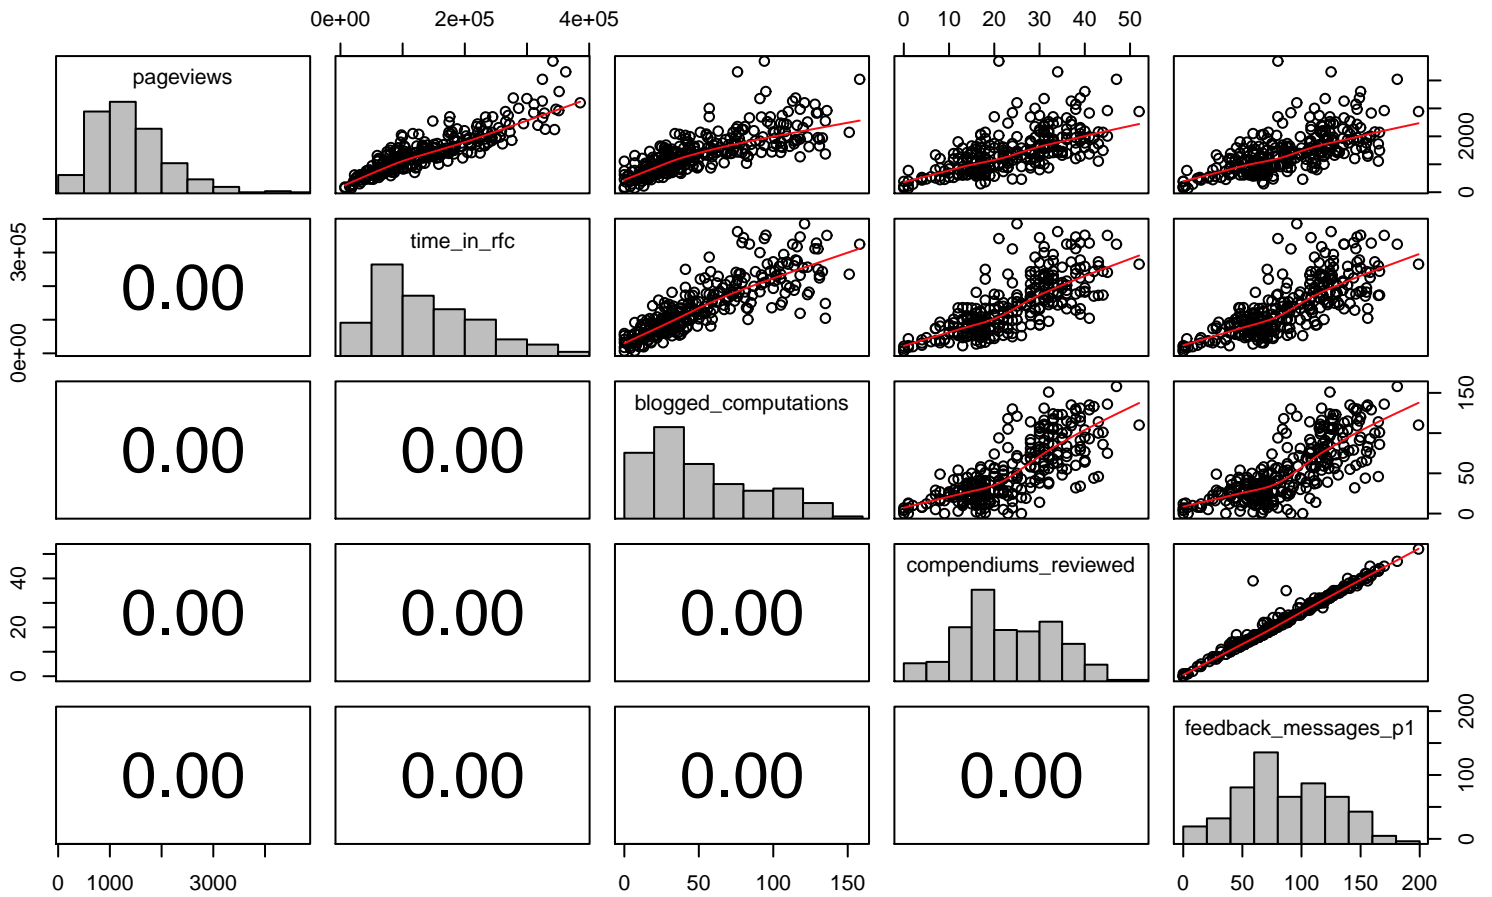 0e+00 2e+05 4e+05 0 10 20 30 40 50
pageviews
0 2000
0e+00 3e+05
0.00
time_in_rfc
0.00 0.00
blogged_computations
0 50 150
0 20 40
0.00 0.00 0.00
compendiums_reviewed
0.00 0.00 0.00 0.00
feedback_messages_p1
0 100 200
0 1000 3000 0 50 100 150 0 50 100 150 200